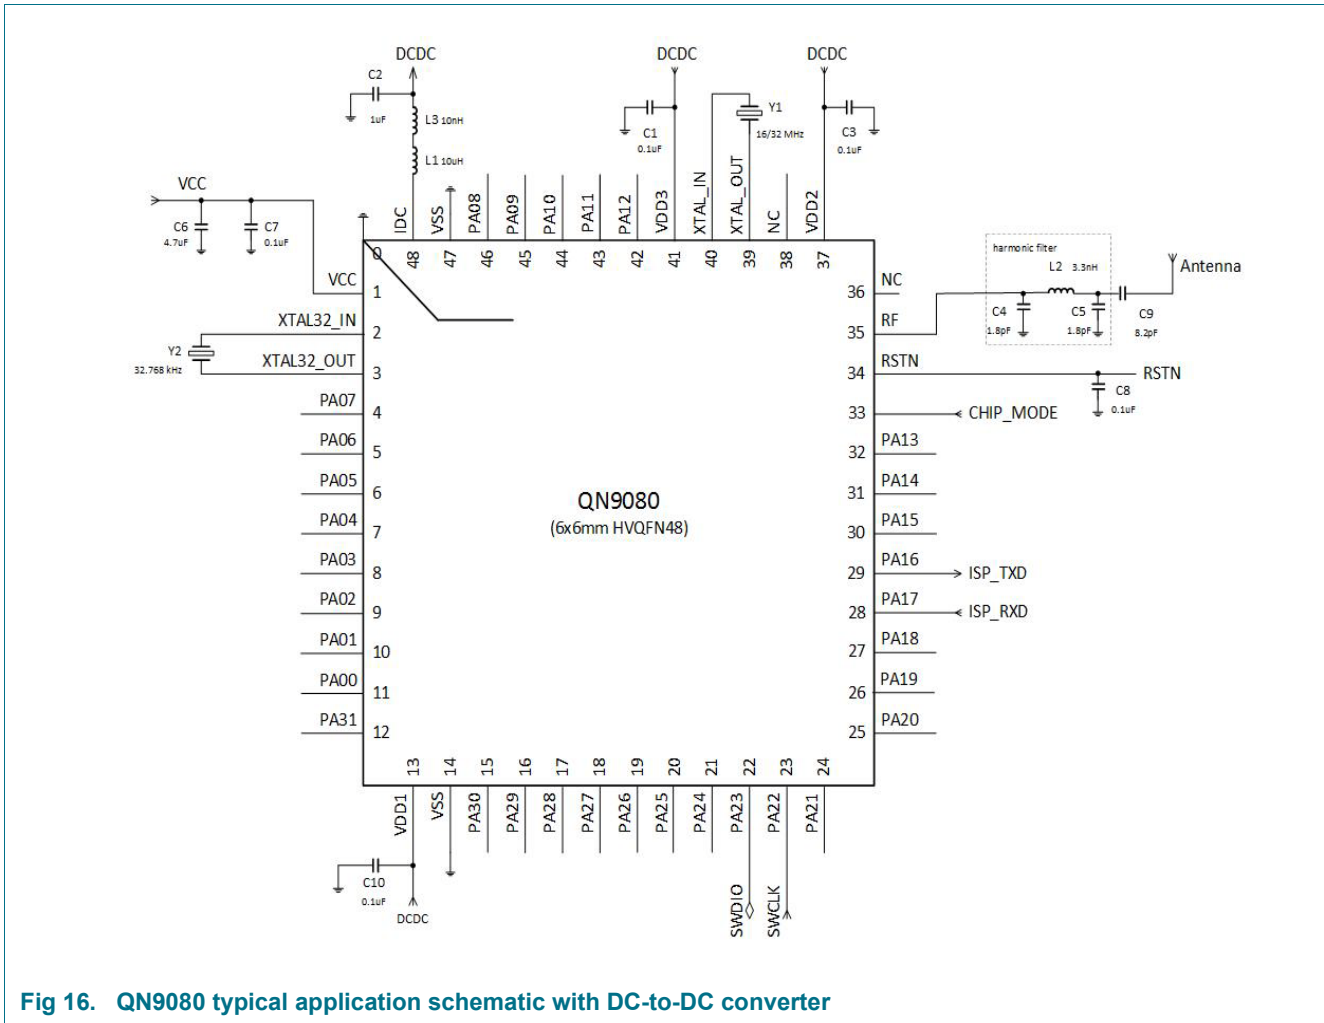 DCDC
DCDC
DCDC
C2
1uF
L3 10nH
L1 10uH
C1
0.1uF
Y1
16/32 MHz
C3
0.1uF
VCC
C6
4.7uF
C7
0.1uF
IDC
VSS
PA08
PA09
PA10
PA11
PA12
VDD3
XTAL_IN
XTAL_OUT
NC
VDD2
0
48
47
46
45
44
43
42
41
40
39
38
37
VCC
1
XTAL32_IN
2
XTAL32_OUT
3
Y2
32.768 kHz
PA07
4
PA06
5
PA05
6
PA04
7
PA03
8
PA02
9
PA01
10
PA00
11
PA31
12
QN9080
(6x6mm HVQFN48)
36
NC
35
RF
34
RSTN
33
CHIP_MODE
32
PA13
31
PA14
30
PA15
29
PA16
ISP_TXD
28
PA17
ISP_RXD
27
PA18
26
PA19
25
PA20
harmonic filter
L2 3.3nH
C4
1.8pF
C5
1.8pF
C9
8.2pF
Antenna
RSTN
C8
0.1uF
13
14
15
16
17
18
19
20
21
22
23
24
VDD1
VSS
PA30
PA29
PA28
PA27
PA26
PA25
PA24
PA23
PA22
PA21
C10
0.1uF
DCDC
SWDIO
SWCLK
Fig 16. QN9080 typical application schematic with DC-to-DC converter